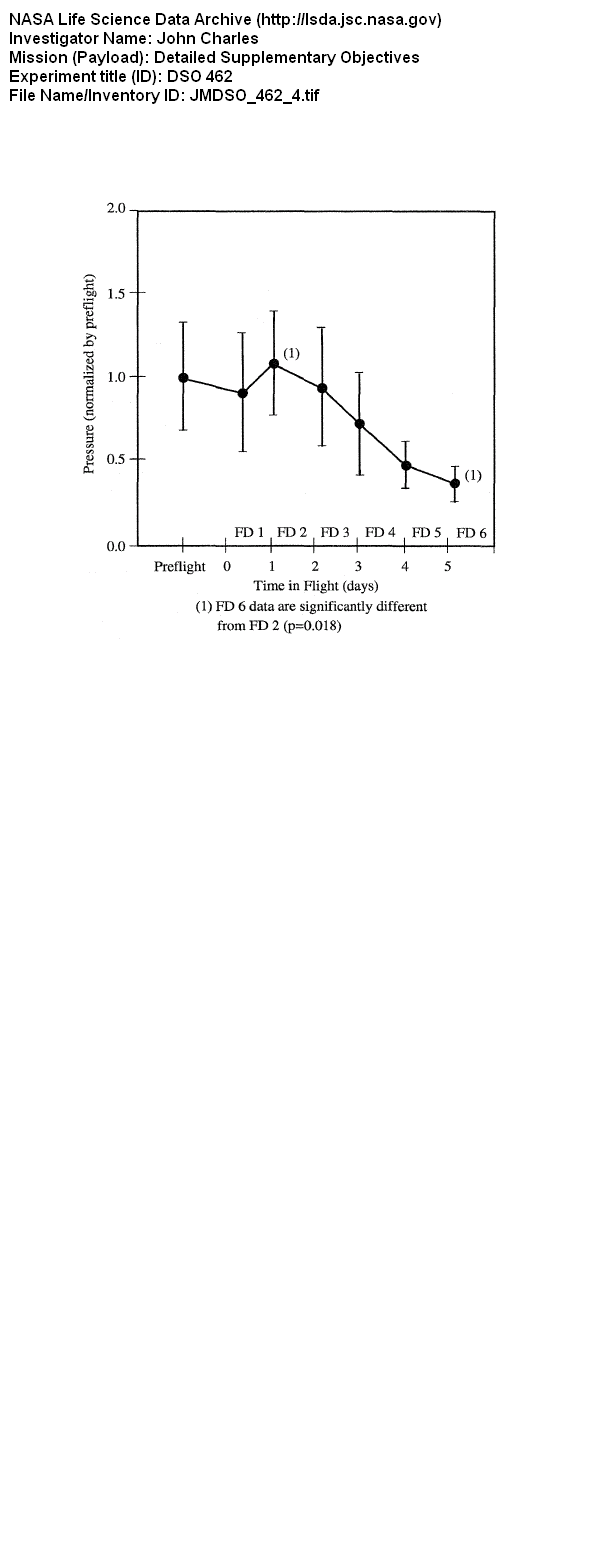 NASA Life Science Data Archive (http://lsda.jsc.nasa.gov)
Investigator Name: John Charles
Mission (Payload): Detailed Supplementary Objectives
Experiment title (ID): DSO 462
File Name/Inventory ID: JMDSO_462_4.tif
2.0
1.5
1.0
0.5
0.0
Pressure (normalized by preflight)
(1)
(1)
FD 1 FD 2 FD 3 FD 4 FD 5 FD 6
Preflight 0 1 2 3 4 5
Time in Flight (days)
(1) FD 6 data are significantly different
from FD 2 (p=0.018)